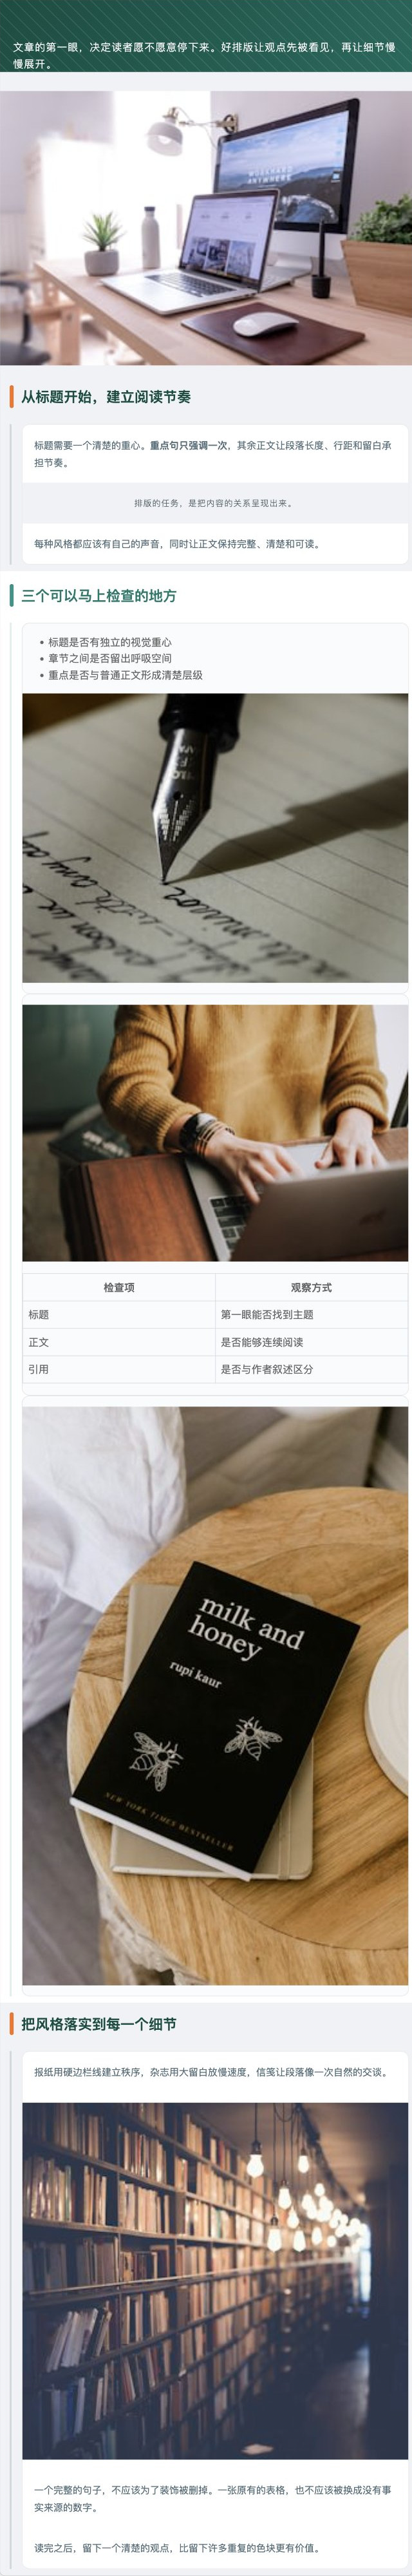 文章的第一眼，决定读者愿不愿意停下来。好排版让观点先被看见，再让细节慢
慢展开。
WORKHARD
ANYWHERE
从标题开始，建立阅读节奏
标题需要一个清楚的重心。重点句只强调一次，其余正文让段落长度、行距和留白承
担节奏。
排版的任务，是把内容的关系呈现出来。
每种风格都应该有自己的声音，同时让正文保持完整、清楚和可读。
三个可以马上检查的地方
• 标题是否有独立的视觉重心
• 章节之间是否留出呼吸空间
• 重点是否与普通正文形成清楚层级
检查项 观察方式
标题 第一眼能否找到主题
正文 是否能够连续阅读
引用 是否与作者叙述区分
milk and
honey
rupi kaur
NEW YORK TIMES BESTSELLER
把风格落实到每一个细节
报纸用硬边栏线建立秩序，杂志用大留白放慢速度，信笺让段落像一次自然的交谈。
一个完整的句子，不应该为了装饰被删掉。一张原有的表格，也不应该被换成没有事
实来源的数字。
读完之后，留下一个清楚的观点，比留下许多重复的色块更有价值。